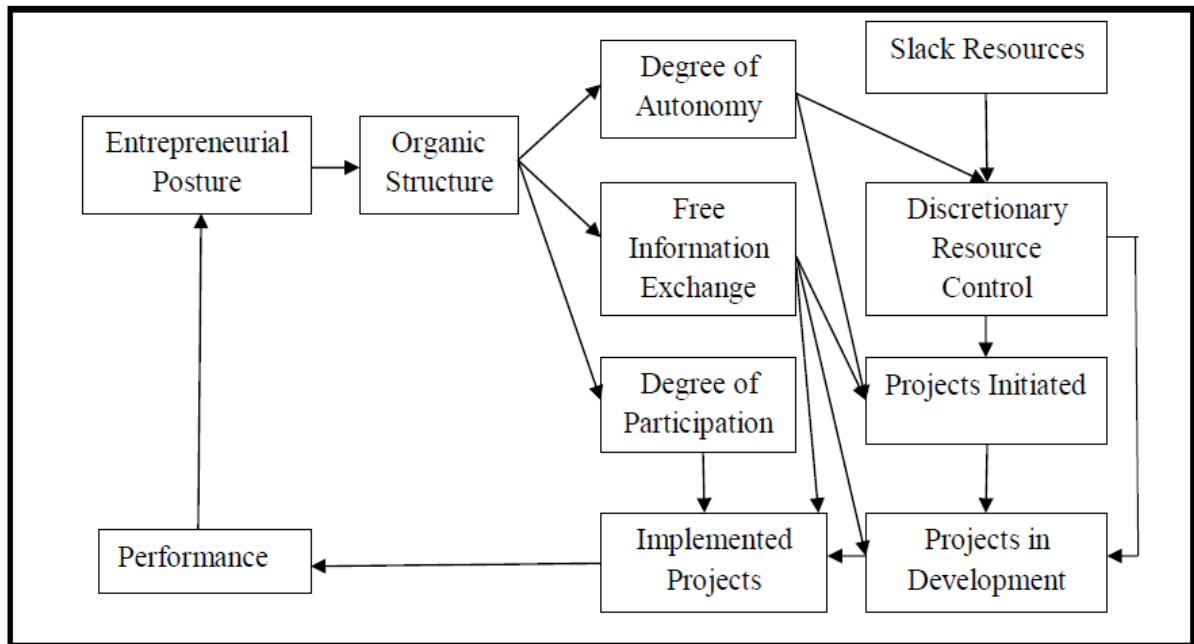 Slack Resources
Degree of
Autonomy
Entrepreneurial
Posture
Organic
Structure
Free
Information
Exchange
Discretionary
Resource
Control
Degree of
Participation
Projects Initiated
Performance
Implemented
Projects
Projects in
Development